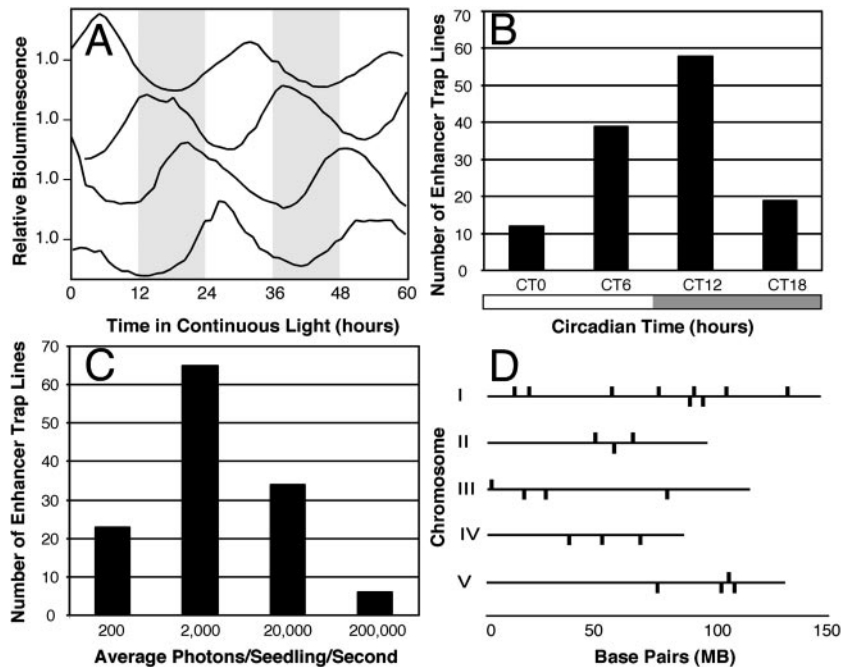 A
Relative Bioluminescence
1.0
1.0
1.0
1.0
0 12 24 36 48 60
Time in Continuous Light (hours)
B
Number of Enhancer Trap Lines
70
60
50
40
30
20
10
0
CT0 CT6 CT12 CT18
Circadian Time (hours)
C
Number of Enhancer Trap Lines
70
60
50
40
30
20
10
0
200 2,000 20,000 200,000
Average Photons/Seedling/Second
D
Chromosome
I
II
III
IV
V
0 50 100 150
Base Pairs (MB)